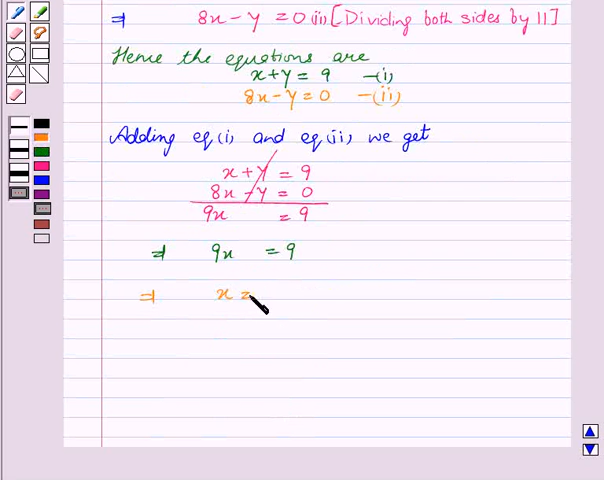 ⇒ 8x - y = 0 (ii) [Dividing both sides by 11]
Hence the equations are
x + y = 9 -(i)
8x - y = 0 -(ii)
Adding eq(i) and eq(ii) we get
x + y = 9
8x - y = 0
9x = 9
⇒ 9x = 9
⇒ x =